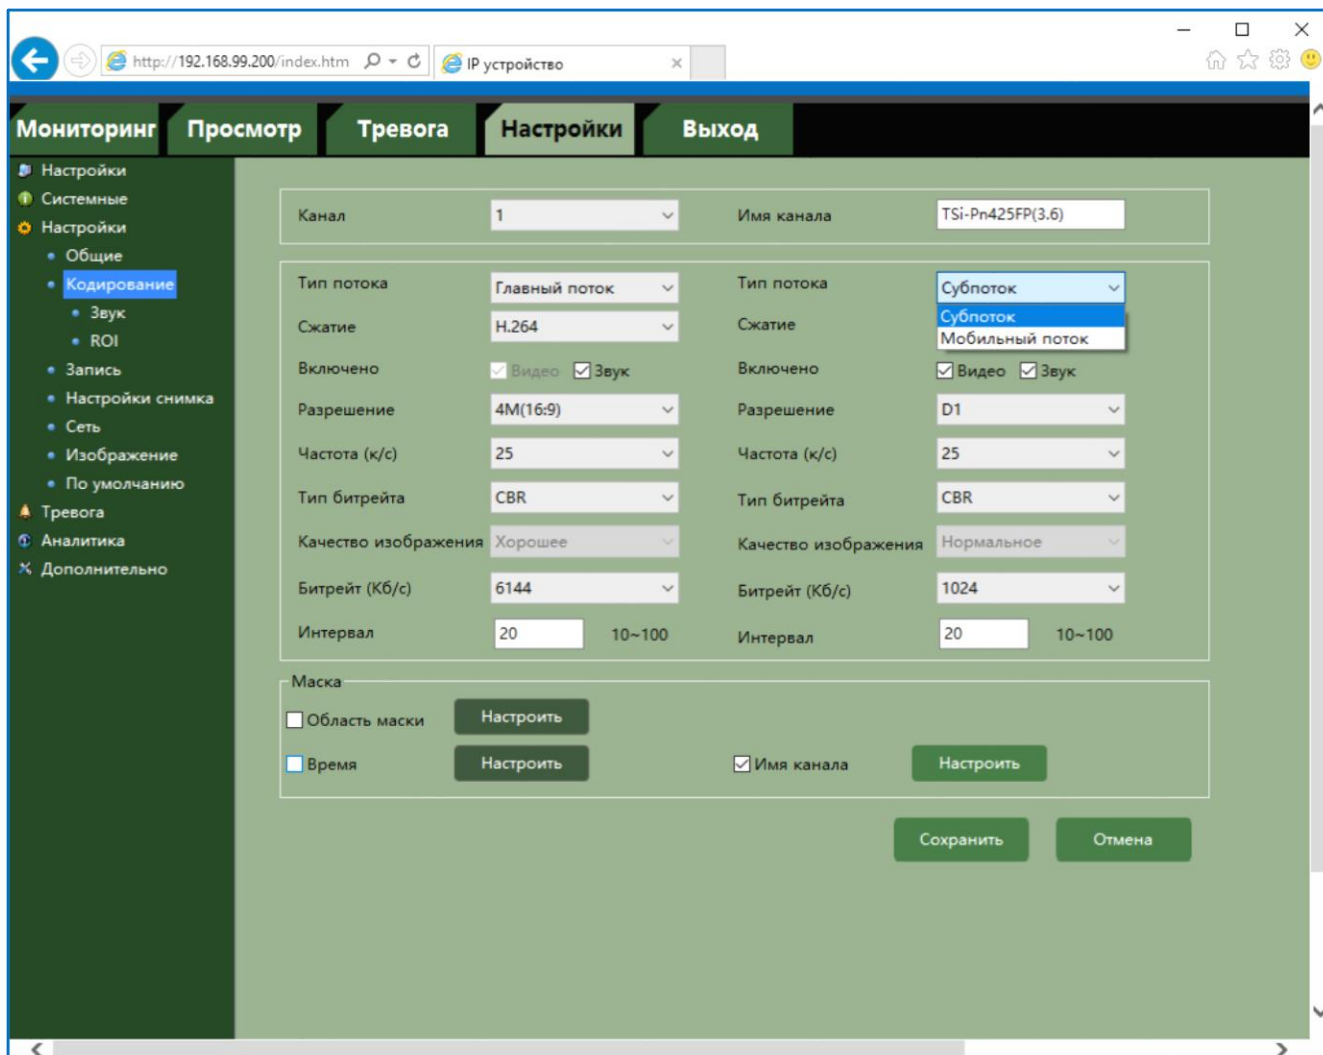 http://192.168.99.200/index.htm
IP устройство
Мониторинг Просмотр Тревога Настройки Выход
Настройки
Системные
Настройки
Общие
Кодирование
Звук
ROI
Запись
Настройки снимка
Сеть
Изображение
По умолчанию
Тревога
Аналитика
Дополнительно
Канал 1 Имя канала TSi-Pn425FP(3.6)
Тип потока Главный поток Тип потока Субпоток
Субпоток
Сжатие H.264 Сжатие
Мобильный поток
Включено Видео Звук Включено Видео Звук
Разрешение 4M(16:9) Разрешение D1
Частота (к/с) 25 Частота (к/с) 25
Тип битрейта CBR Тип битрейта CBR
Качество изображения Хорошее Качество изображения Нормальное
Битрейт (Кб/с) 6144 Битрейт (Кб/с) 1024
Интервал 20 10~100 Интервал 20 10~100
Маска
Область маски Настроить
Время Настроить Имя канала Настроить
Сохранить Отмена